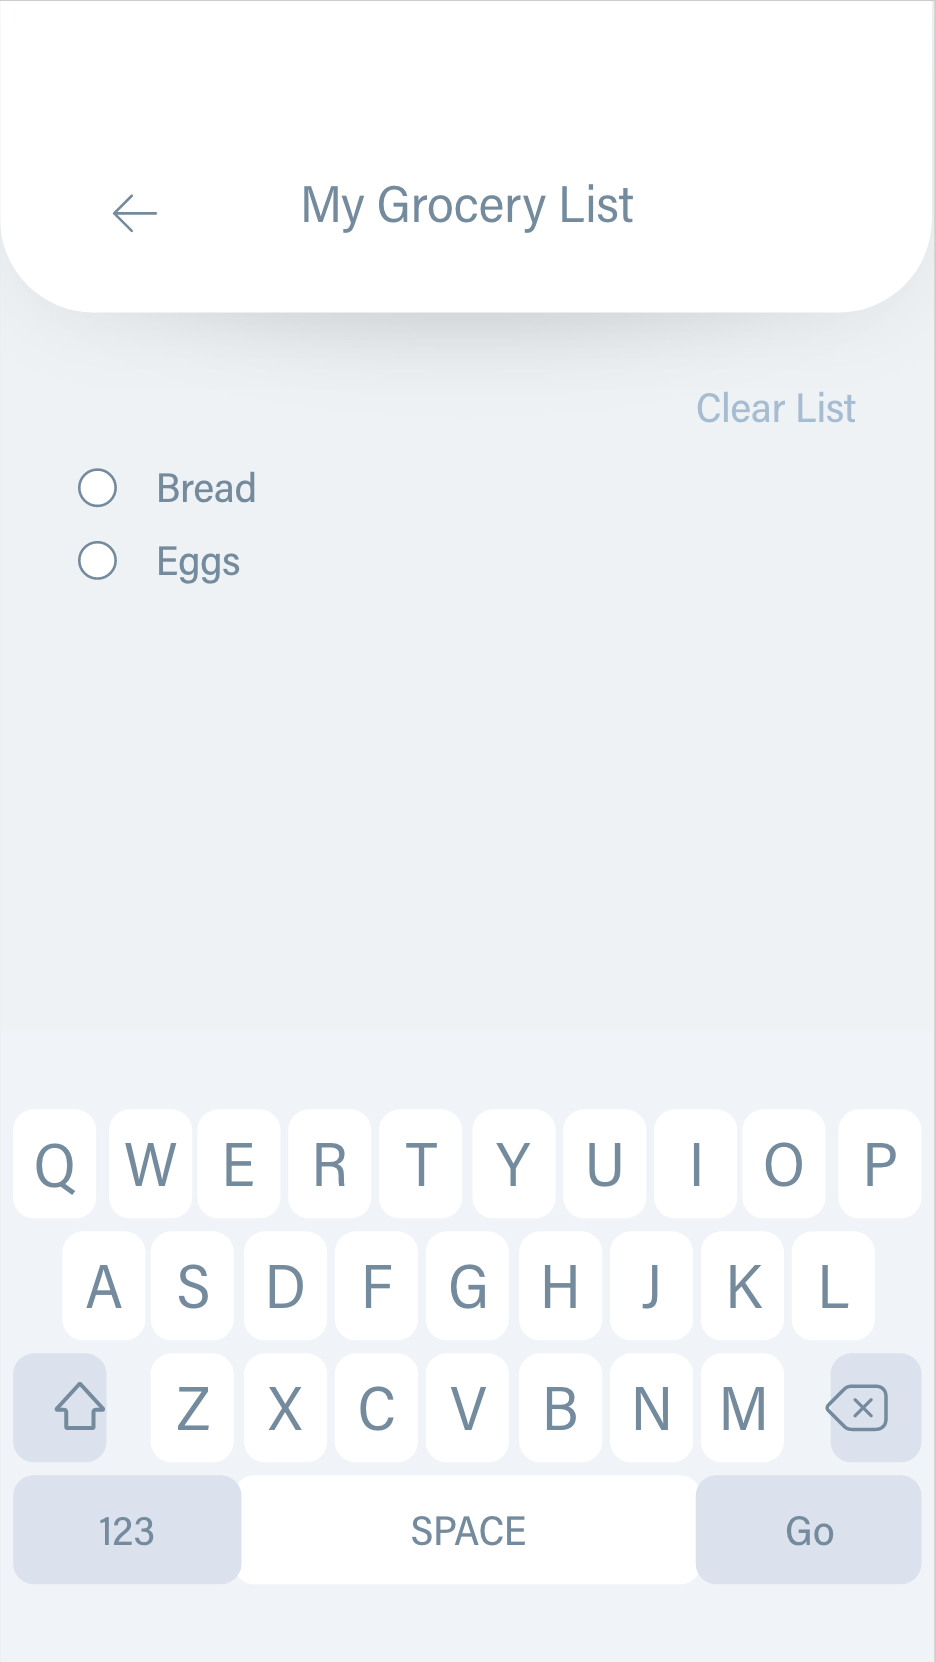 My Grocery List
Clear List
Bread
Eggs
Q W E R T Y U I O P
A S D F G H J K L
Z X C V B N M
123 SPACE Go